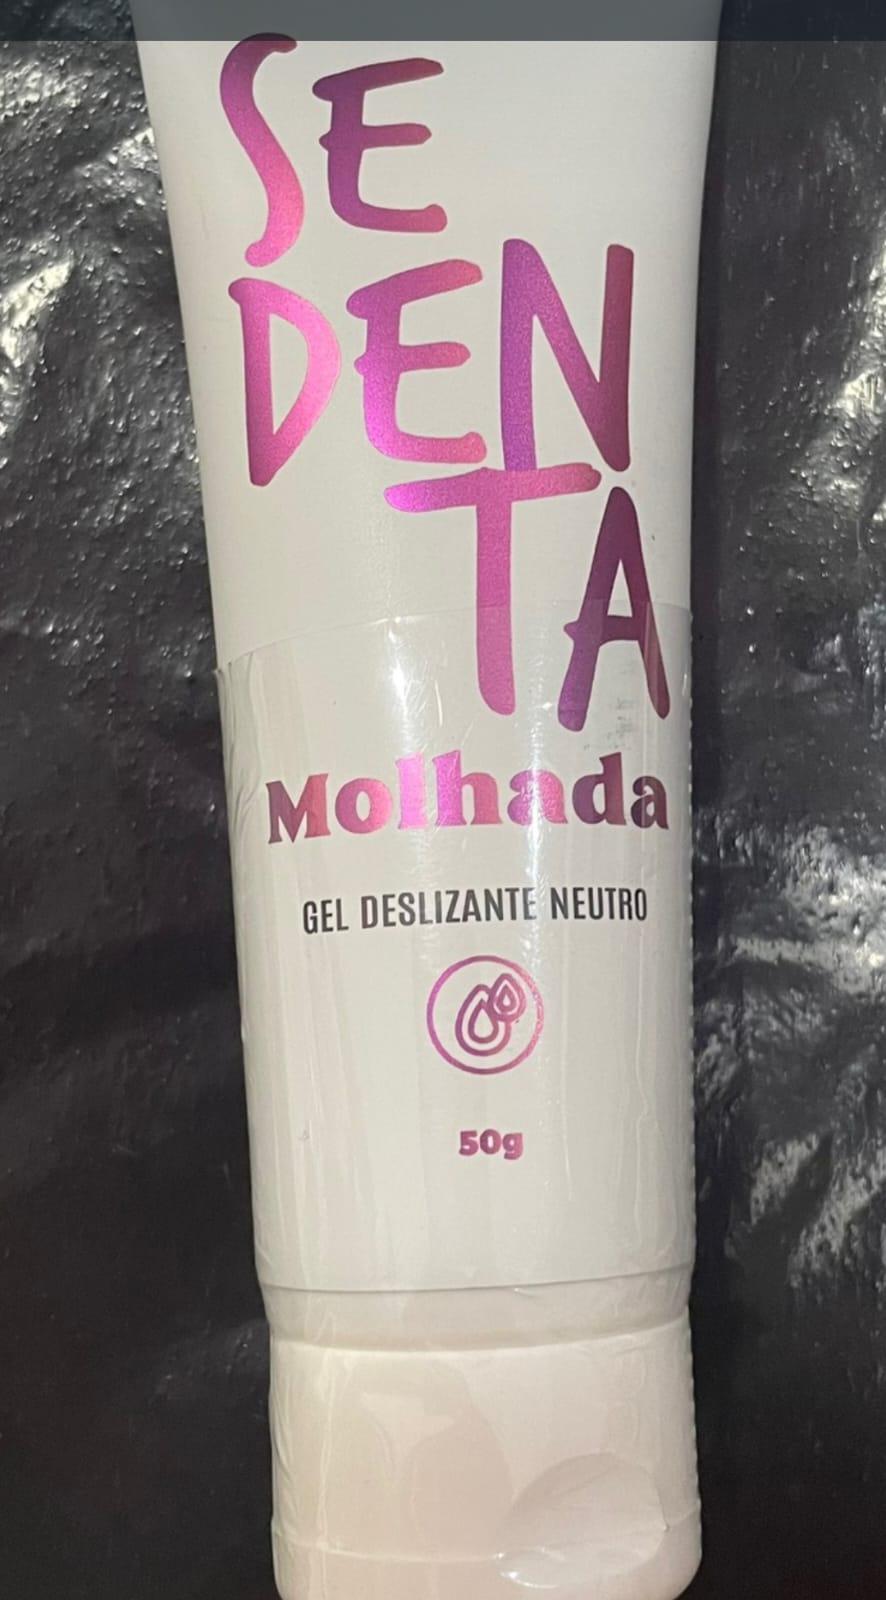 SE
DEN
TA
Molhada
GEL DESLIZANTE NEUTRO
50g